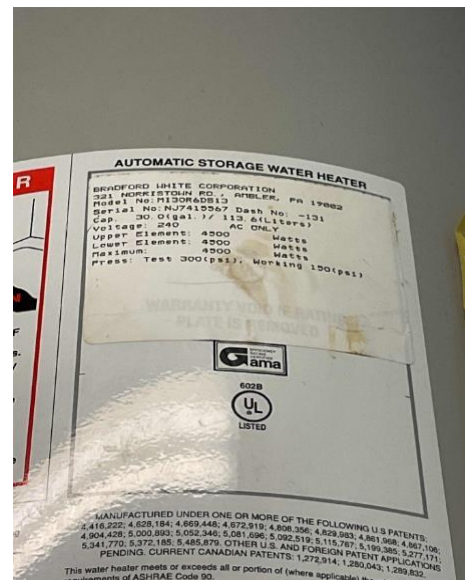 R
AUTOMATIC STORAGE WATER HEATER
BRADFORD WHITE CORPORATION
321 NORRISTOWN RD., AMBLER, PA 19002
Model No: MI30R6DS13
Serial No: NJ7415567 Dash No: -131
Cap. 30.0(gal.)/ 113.6(Liters)
Voltage: 240 AC ONLY
Upper Element: 4500 Watts
Lower Element: 4500 Watts
Maximum: 4500 Watts
Press: Test 300(psi), Working 150(psi)
WARRANTY VOID IF RATING
PLATE IS REMOVED
Gama
602B
UL
LISTED
MANUFACTURED UNDER ONE OR MORE OF THE FOLLOWING U.S PATENTS:
4,416,222; 4,628,184; 4,669,448; 4,672,919; 4,808,356; 4,829,983; 4,861,968; 4,867,106;
4,904,428; 5,000,893; 5,052,346; 5,081,696; 5,092,519; 5,115,767; 5,199,385; 5,277,171;
5,341,770; 5,372,185; 5,485,879. OTHER U.S. AND FOREIGN PATENT APPLICATIONS
PENDING. CURRENT CANADIAN PATENTS: 1,272,914; 1,280,043; 1,289,832.
This water heater meets or exceeds all or portion of (where applicable) the
requirements of ASHRAE Code 90.